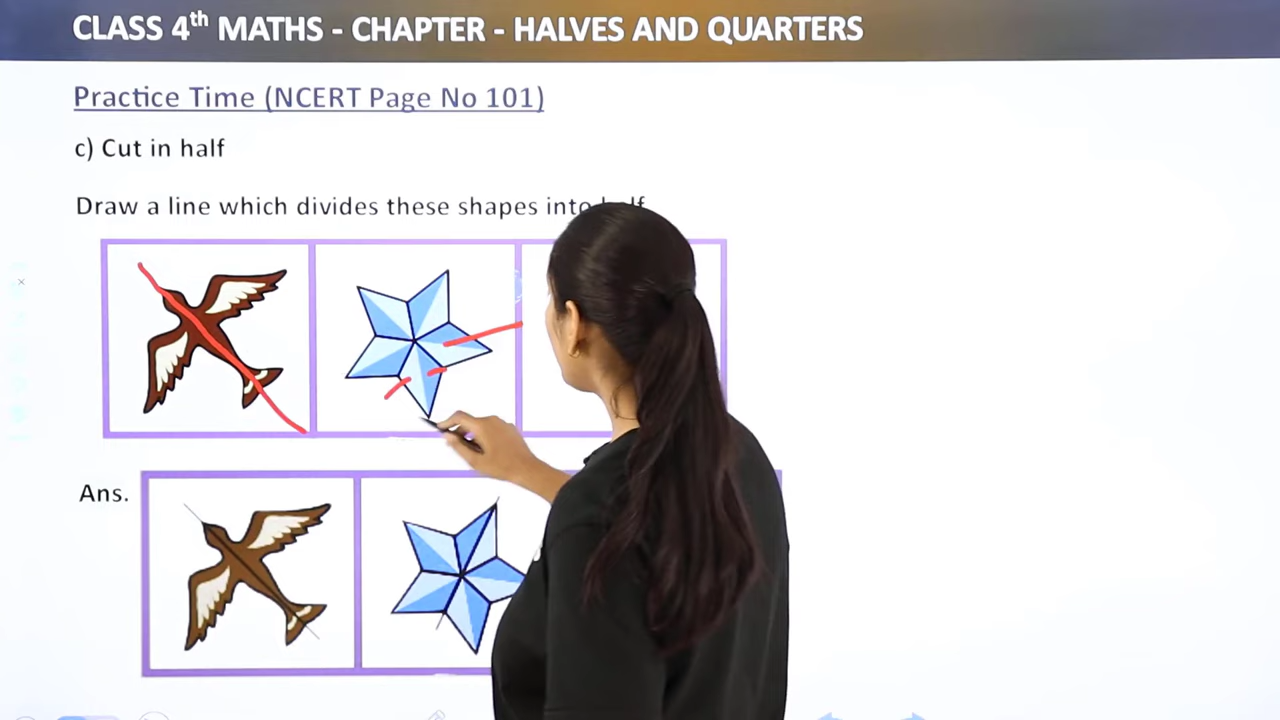 CLASS 4th MATHS - CHAPTER - HALVES AND QUARTERS
Practice Time (NCERT Page No 101)
c) Cut in half
Draw a line which divides these shapes into half
Ans.